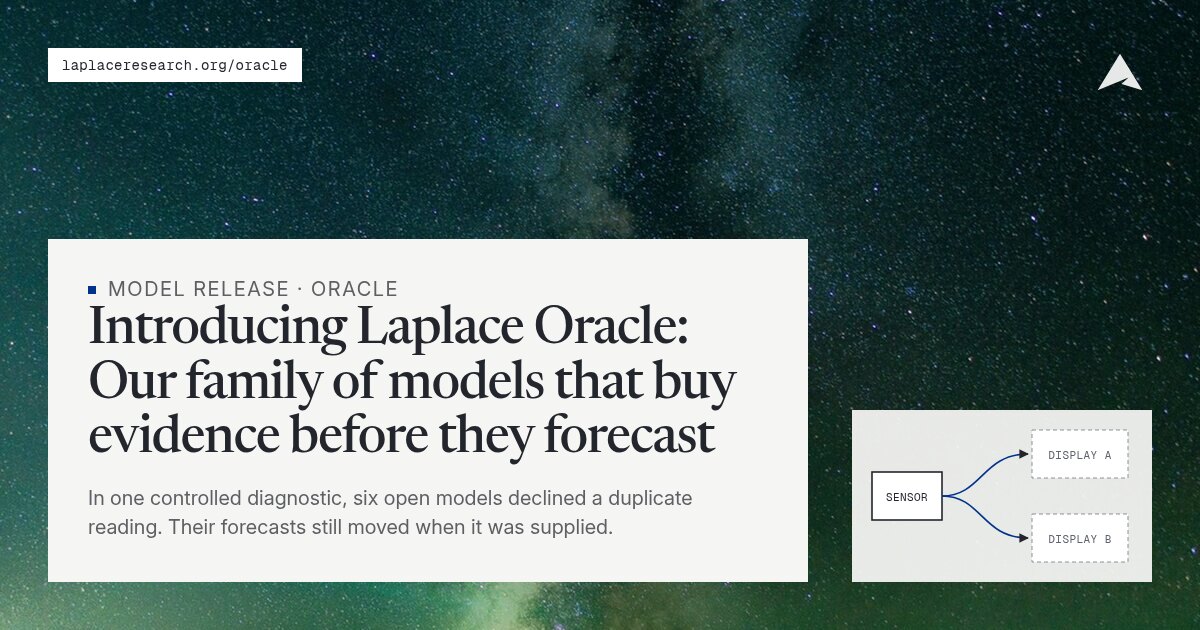 laplaceresearch.org/oracle
MODEL RELEASE · ORACLE
Introducing Laplace Oracle:
Our family of models that buy
evidence before they forecast
In one controlled diagnostic, six open models declined a duplicate
reading. Their forecasts still moved when it was supplied.
SENSOR
DISPLAY A
DISPLAY B